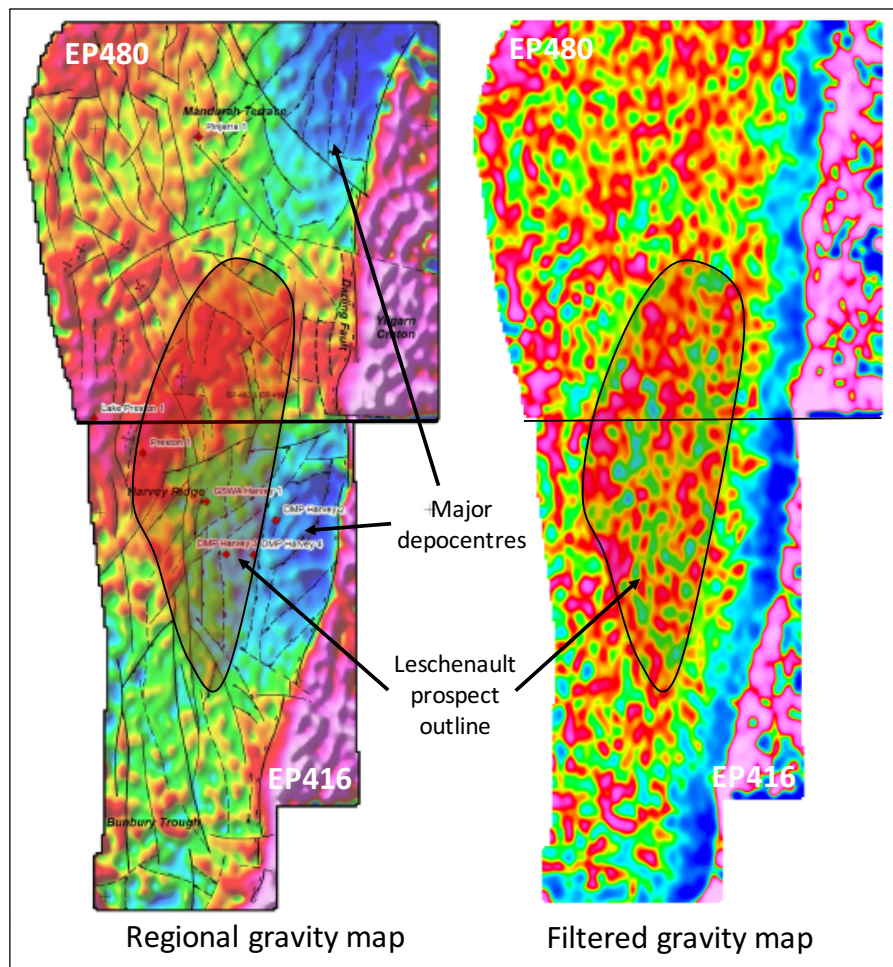 EP480
Mandurah Terrace
Pinjarra 1
Darling Fault
Yilgarn
Craton
Lake Preston 1
Preston 1
Harvey Ridge
GSWA Harvey 1
DMP Harvey
DMP Harvey
DMP Harvey 4
Bunbury Trough
EP416
Major
depocentres
Leschenault
prospect
outline
Regional gravity map
EP480
EP416
Filtered gravity map